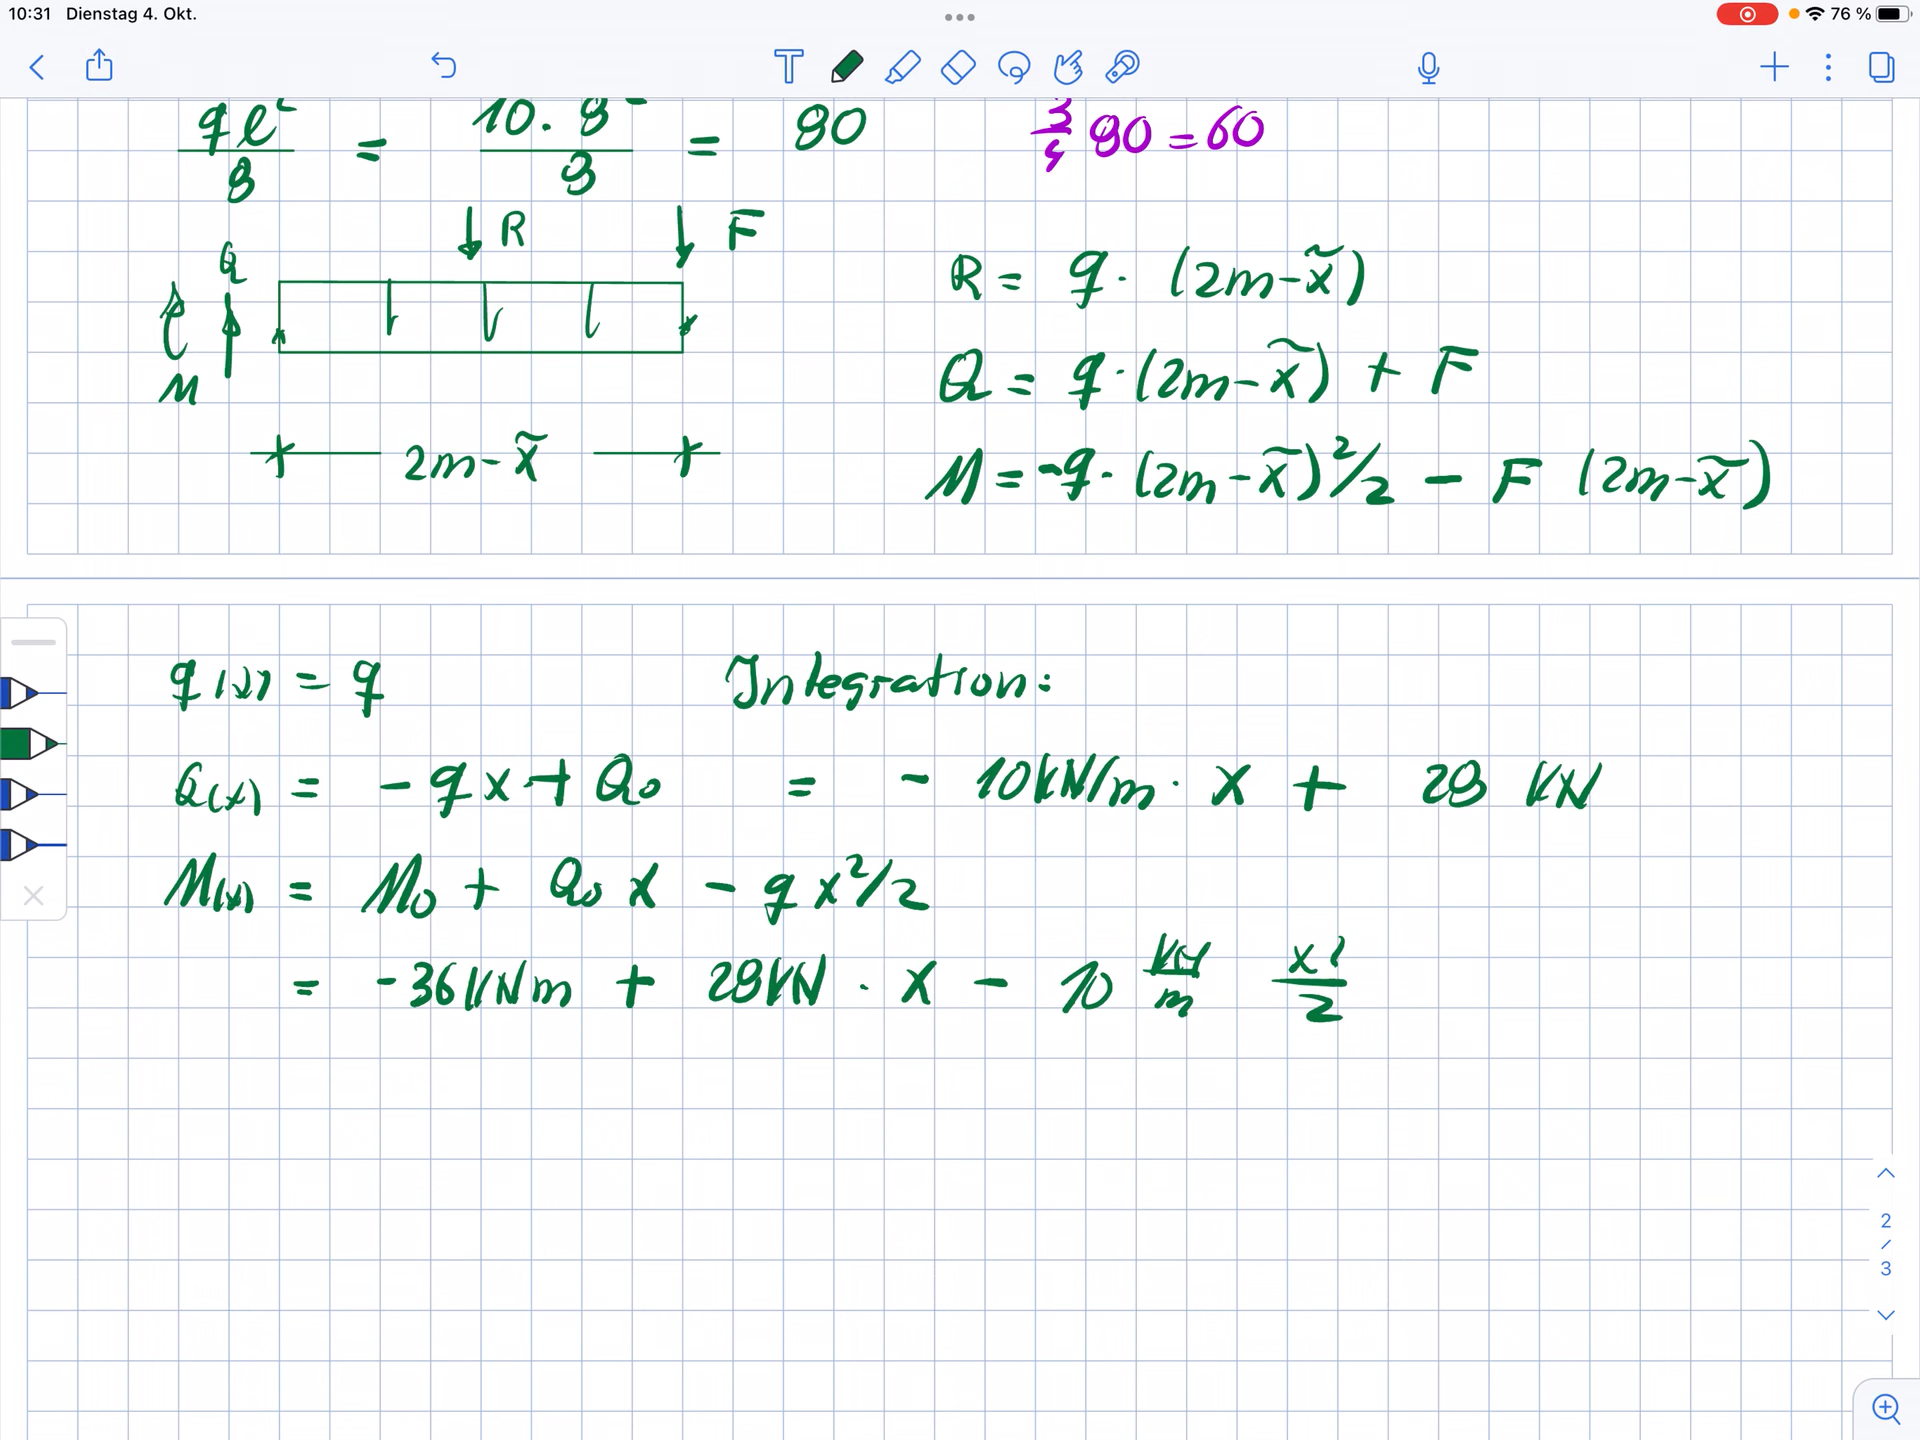 10:31 Dienstag 4. Okt. 76 %
qℓ²/8 = 10·8²/8 = 80
3/4 80 = 60
R F
Q
M
2m-x̃
R = q·(2m-x̃)
Q = q·(2m-x̃) + F
M = -q·(2m-x̃)²/2 - F (2m-x̃)
q(x) = q Integration:
Q(x) = -qx + Q₀ = -10kN/m·x + 28 kN
M(x) = M₀ + Q₀x - qx²/2
= -36kNm + 28kN·x - 10 kN/m x²/2
2
/
3